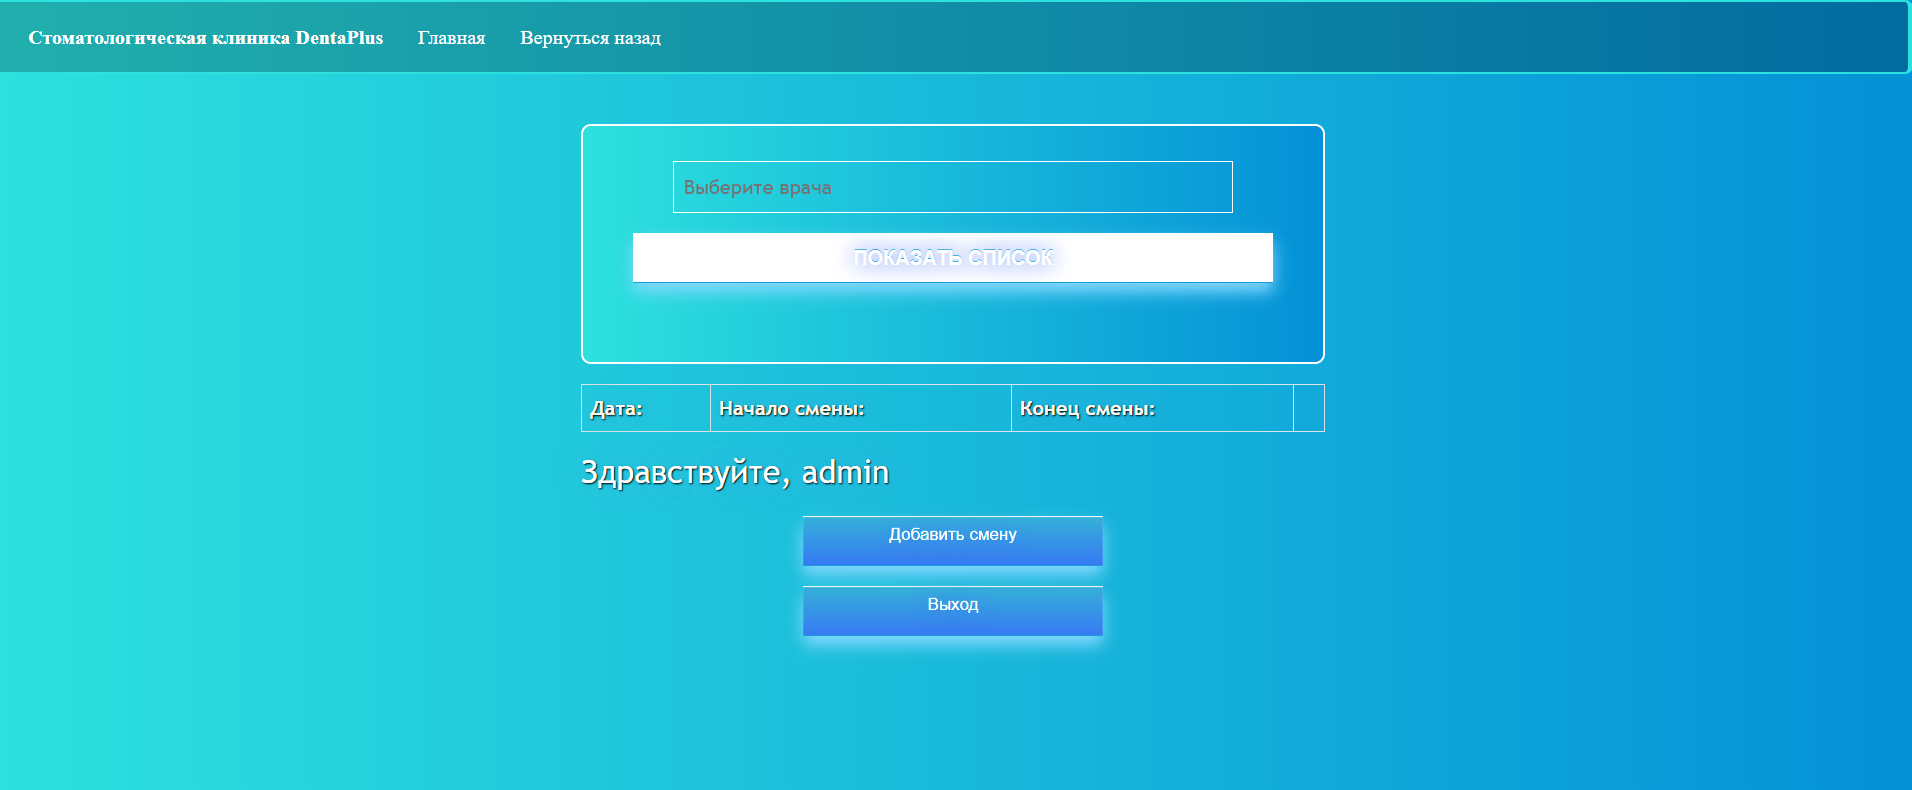 Стоматологическая клиника DentaPlus Главная Вернуться назад
Выберите врача
ПОКАЗАТЬ СПИСОК
Дата: Начало смены: Конец смены:
Здравствуйте, admin
Добавить смену
Выход